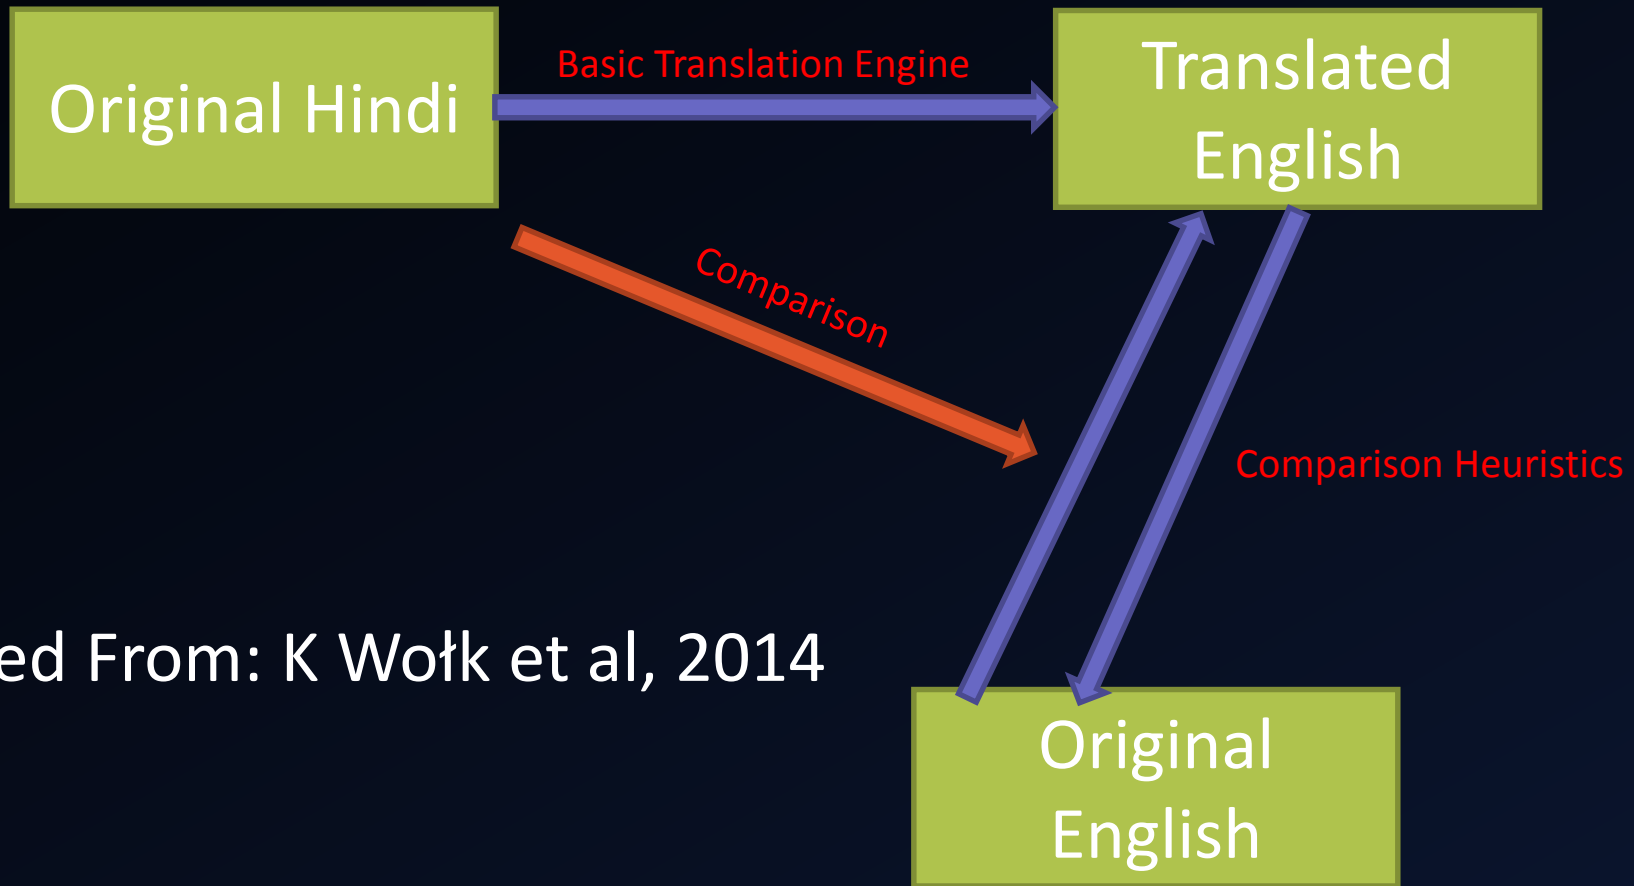 Original Hindi
Basic Translation Engine
Translated
English
Comparison
Comparison Heuristics
ed From: K Wołk et al, 2014
Original
English